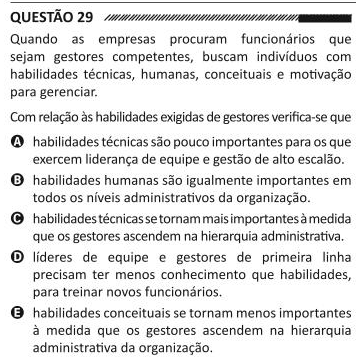 QUESTÃO 29
Quando as empresas procuram funcionários que
sejam gestores competentes, buscam indivíduos com
habilidades técnicas, humanas, conceituais e motivação
para gerenciar.
Com relação às habilidades exigidas de gestores verifica-se que
A habilidades técnicas são pouco importantes para os que
exercem liderança de equipe e gestão de alto escalão.
B habilidades humanas são igualmente importantes em
todos os níveis administrativos da organização.
C habilidades técnicas se tornam mais importantes à medida
que os gestores ascendem na hierarquia administrativa.
D líderes de equipe e gestores de primeira linha
precisam ter menos conhecimento que habilidades,
para treinar novos funcionários.
E habilidades conceituais se tornam menos importantes
à medida que os gestores ascendem na hierarquia
administrativa da organização.